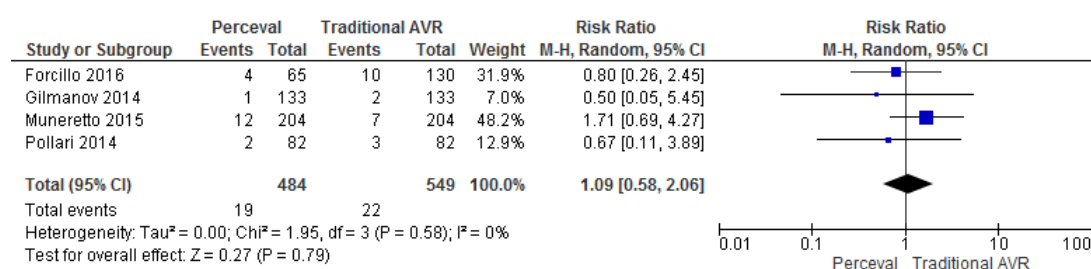 Perceval Traditional AVR Risk Ratio Risk Ratio
Study or Subgroup Events Total Events Total Weight M-H, Random, 95% CI M-H, Random, 95% CI
Forcillo 2016 4 65 10 130 31.9% 0.80 [0.26, 2.45]
Gilmanov 2014 1 133 2 133 7.0% 0.50 [0.05, 5.45]
Muneretto 2015 12 204 7 204 48.2% 1.71 [0.69, 4.27]
Pollari 2014 2 82 3 82 12.9% 0.67 [0.11, 3.89]
Total (95% CI) 484 549 100.0% 1.09 [0.58, 2.06]
Total events 19 22
Heterogeneity: Tau² = 0.00; Chi² = 1.95, df = 3 (P = 0.58); I² = 0%
Test for overall effect: Z = 0.27 (P = 0.79)
0.01 0.1 1 10 100
Perceval Traditional AVR